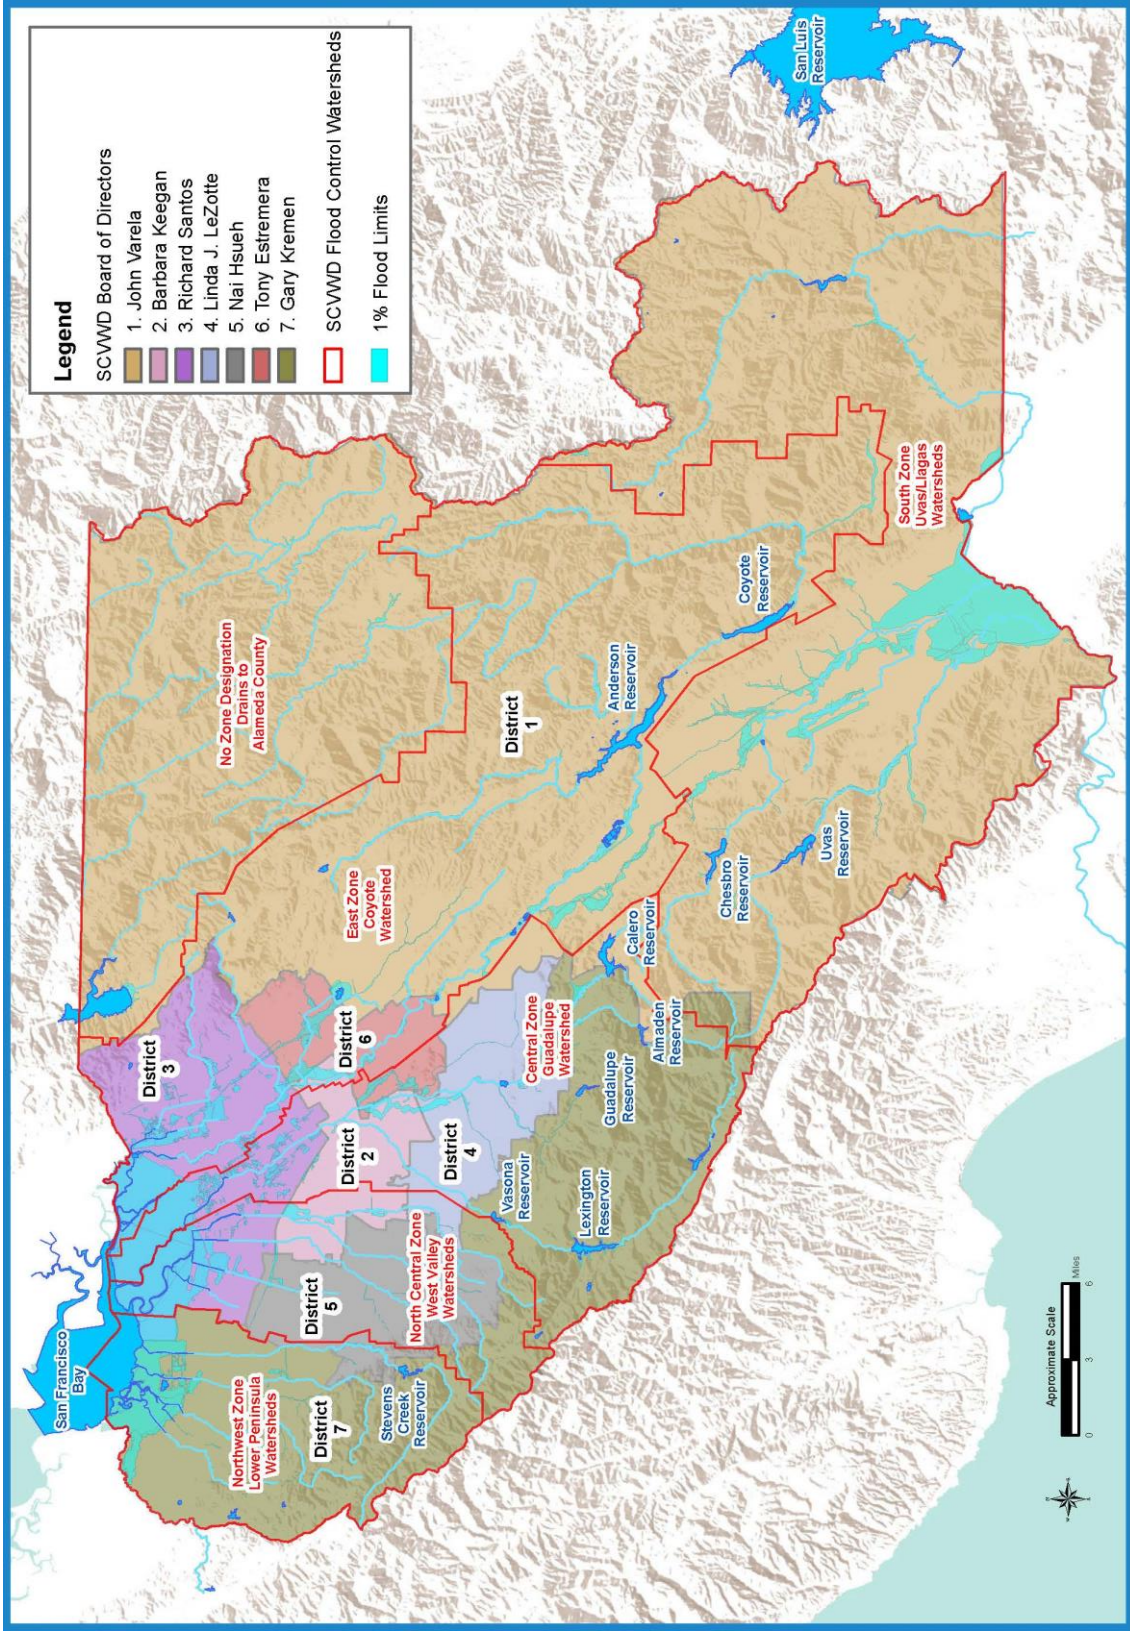 Legend
SCVWD Board of Directors
1. John Varela
2. Barbara Keegan
3. Richard Santos
4. Linda J. LeZotte
5. Nai Hsueh
6. Tony Estremera
7. Gary Kremen
SCVWD Flood Control Watersheds
1% Flood Limits
San Francisco
Bay
Northwest Zone
Lower Peninsula
Watersheds
District
7
Stevens
Creek
Reservoir
District
5
North Central Zone
West Valley
Watersheds
District
2
District
4
Vasona
Reservoir
Lexington
Reservoir
District
3
District
6
Central Zone
Guadalupe
Watershed
Guadalupe
Reservoir
Almaden
Reservoir
Calero
Reservoir
East Zone
Coyote
Watershed
No Zone Designation
Drains to
Alameda County
District
1
Anderson
Reservoir
Coyote
Reservoir
Chesbro
Reservoir
Uvas
Reservoir
South Zone
Uvas/Llagas
Watersheds
San Luis
Reservoir
Approximate Scale
0 3 6
Miles